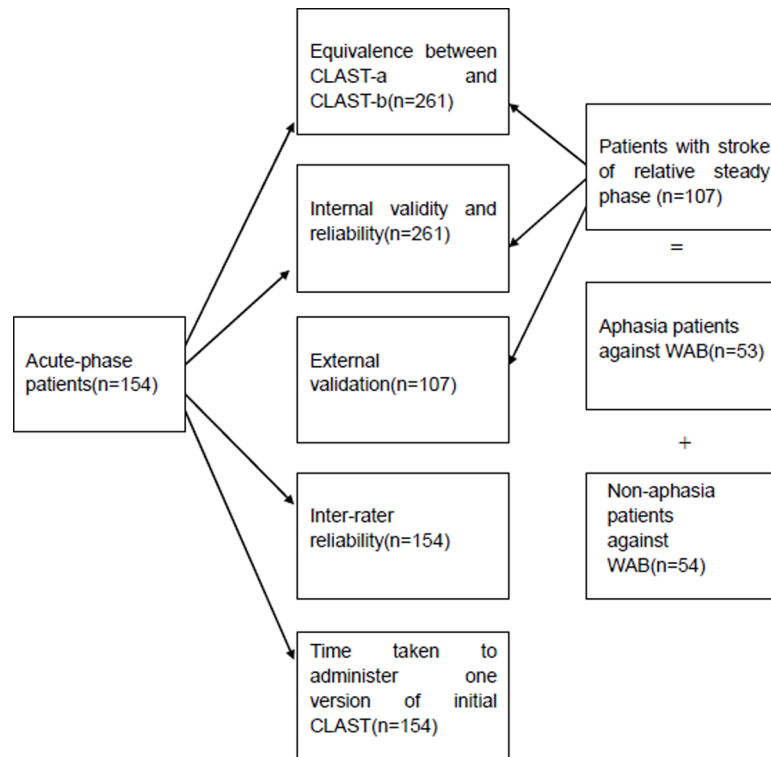 Equivalence between
CLAST-a and
CLAST-b(n=261)
Patients with stroke
of relative steady
phase (n=107)
Internal validity and
reliability(n=261)
=
Acute-phase
patients(n=154)
External
validation(n=107)
Aphasia patients
against WAB(n=53)
+
Inter-rater
reliability(n=154)
Non-aphasia
patients
against
WAB(n=54)
Time taken to
administer one
version of initial
CLAST(n=154)